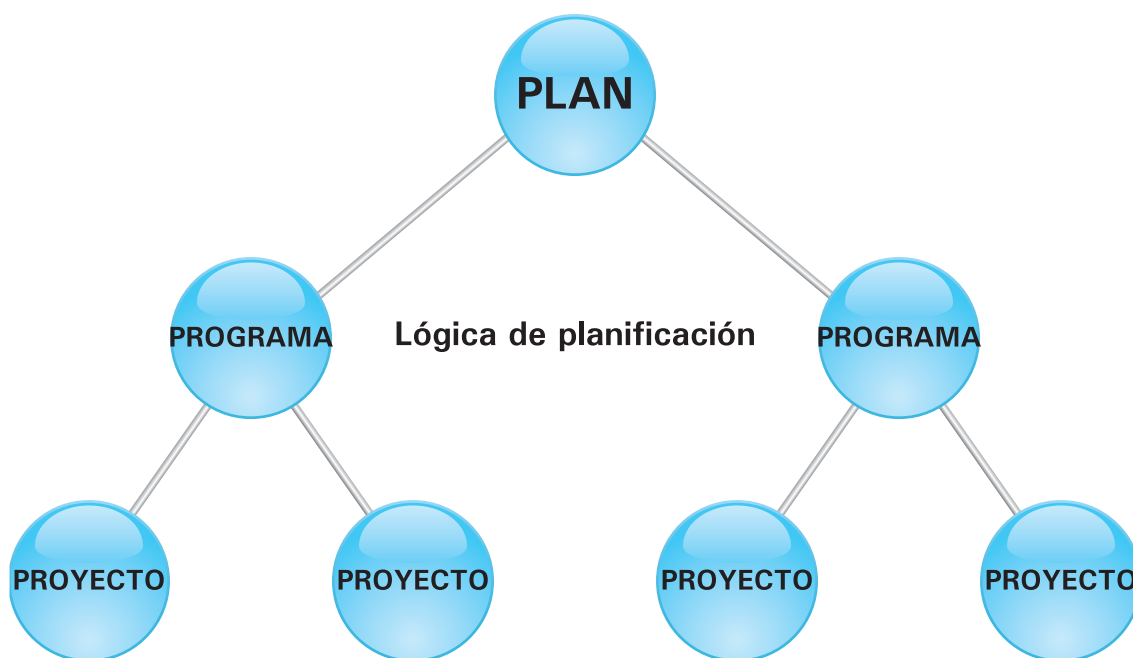 PLAN
PROGRAMA
Lógica de planificación
PROGRAMA
PROYECTO
PROYECTO
PROYECTO
PROYECTO